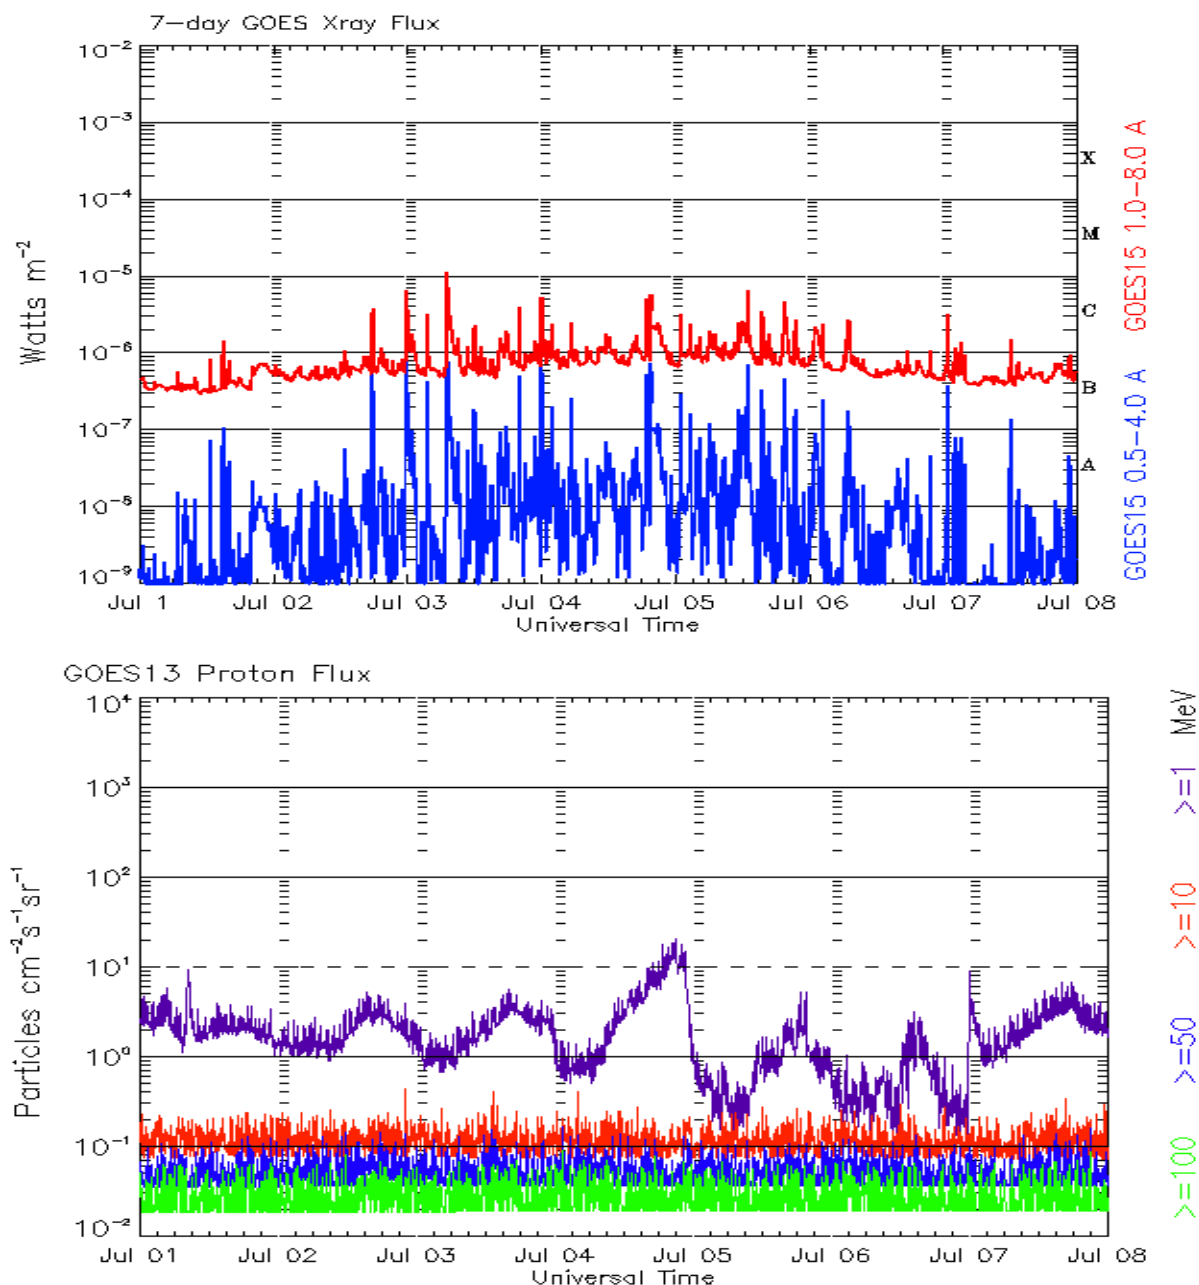 7-day GOES Xray Flux
10⁻²
10⁻³
10⁻⁴
10⁻⁵
10⁻⁶
10⁻⁷
10⁻⁸
10⁻⁹
Watts m⁻²
X
M
C
B
A
GOES15 1.0-8.0 A
GOES15 0.5-4.0 A
Jul 1 Jul 02 Jul 03 Jul 04 Jul 05 Jul 06 Jul 07 Jul 08
Universal Time
GOES13 Proton Flux
10⁴
10³
10²
10¹
10⁰
10⁻¹
10⁻²
Particles cm⁻²s⁻¹sr⁻¹
>=1 MeV
>=10
>=50
>=100
Jul 01 Jul 02 Jul 03 Jul 04 Jul 05 Jul 06 Jul 07 Jul 08
Universal Time